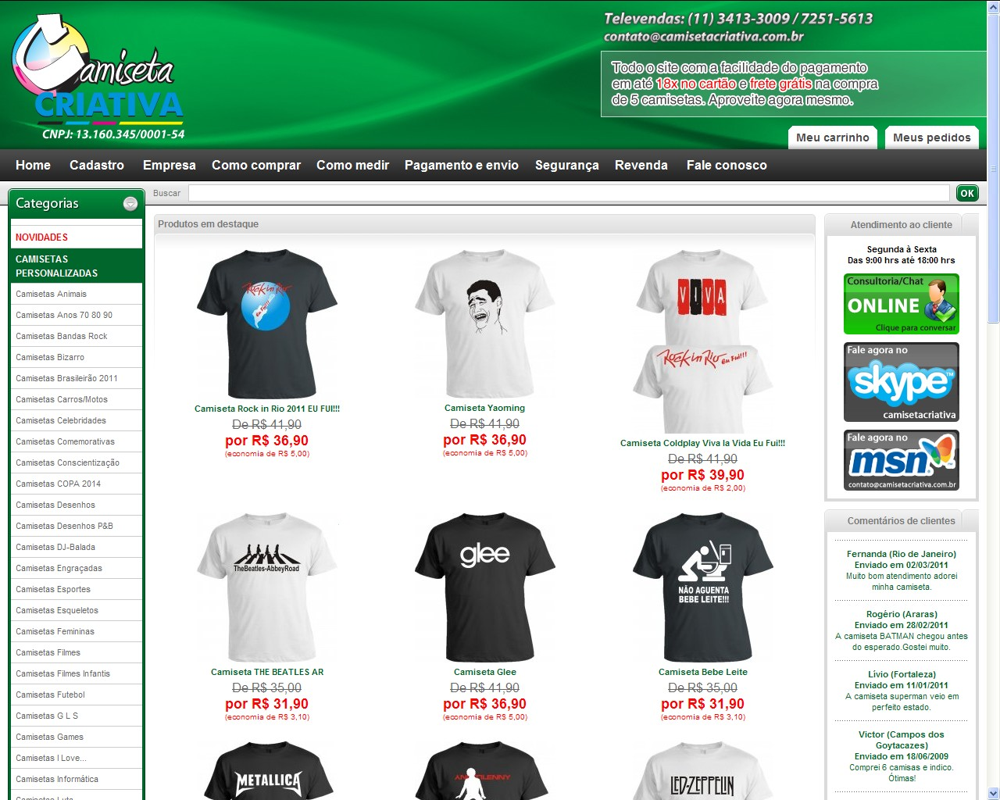 Camiseta
CRIATIVA
CNPJ: 13.160.345/0001-54
Televendas: (11) 3413-3009 / 7251-5613
contato@camisetacriativa.com.br
Todo o site com a facilidade do pagamento
em até 18x no cartão e frete grátis na compra
de 5 camisetas. Aproveite agora mesmo.
Meu carrinho
Meus pedidos
Home Cadastro Empresa Como comprar Como medir Pagamento e envio Segurança Revenda Fale conosco
Buscar
OK
Categorias
NOVIDADES
CAMISETAS
PERSONALIZADAS
Camisetas Animais
Camisetas Anos 70 80 90
Camisetas Bandas Rock
Camisetas Bizarro
Camisetas Brasileirão 2011
Camisetas Carros/Motos
Camisetas Celebridades
Camisetas Comemorativas
Camisetas Conscientização
Camisetas COPA 2014
Camisetas Desenhos
Camisetas Desenhos P&B
Camisetas DJ-Balada
Camisetas Engraçadas
Camisetas Esportes
Camisetas Esqueletos
Camisetas Femininas
Camisetas Filmes
Camisetas Filmes Infantis
Camisetas Futebol
Camisetas G L S
Camisetas Games
Camisetas I Love...
Camisetas Informática
Camisetas Luta
Produtos em destaque
Rock in Rio
eu Fui!!!
Camiseta Rock in Rio 2011 EU FUI!!!
De R$ 41,90
por R$ 36,90
(economia de R$ 5,00)
Camiseta Yaoming
De R$ 41,90
por R$ 36,90
(economia de R$ 5,00)
VIVA
Rock in Rio eu Fui!!!
Camiseta Coldplay Viva la Vida Eu Fui!!!
De R$ 41,90
por R$ 39,90
(economia de R$ 2,00)
TheBeatles-AbbeyRoad
Camiseta THE BEATLES AR
De R$ 35,00
por R$ 31,90
(economia de R$ 3,10)
glee
Camiseta Glee
De R$ 41,90
por R$ 36,90
(economia de R$ 5,00)
NÃO AGUENTA
BEBE LEITE!!!
Camiseta Bebe Leite
De R$ 35,00
por R$ 31,90
(economia de R$ 3,10)
METALLICA
LED-ZEPPELIN
Atendimento ao cliente
Segunda à Sexta
Das 9:00 hrs até 18:00 hrs
Consultoria/Chat
ONLINE
Clique para conversar
Fale agora no
skype
camisetacriativa
Fale agora no
msn
contato@camisetacriativa.com.br
Comentários de clientes
Fernanda (Rio de Janeiro)
Enviado em 02/03/2011
Muito bom atendimento adorei
minha camiseta.
Rogério (Araras)
Enviado em 28/02/2011
A camiseta BATMAN chegou antes
do esperado.Gostei muito.
Lívio (Fortaleza)
Enviado em 11/01/2011
A camiseta superman veio em
perfeito estado.
Victor (Campos dos
Goytacazes)
Enviado em 18/06/2009
Comprei 6 camisas e indico.
Ótimas!